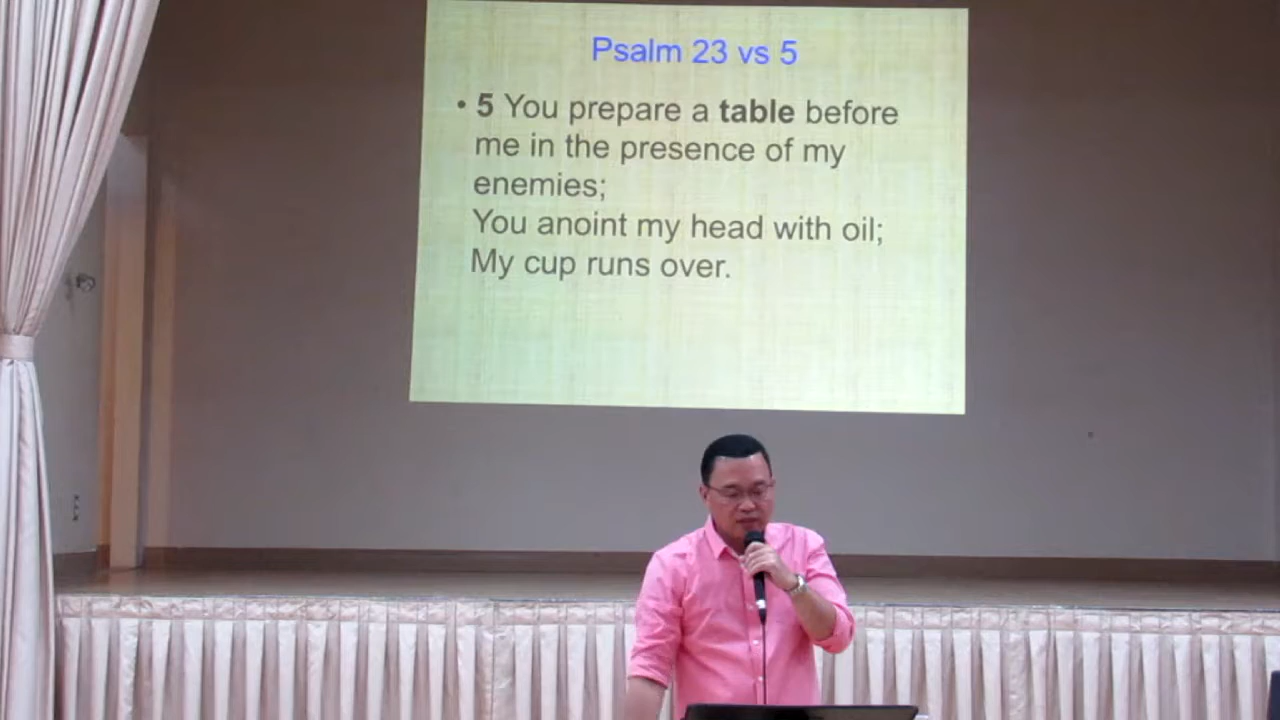 Psalm 23 vs 5
• 5 You prepare a table before
me in the presence of my
enemies;
You anoint my head with oil;
My cup runs over.